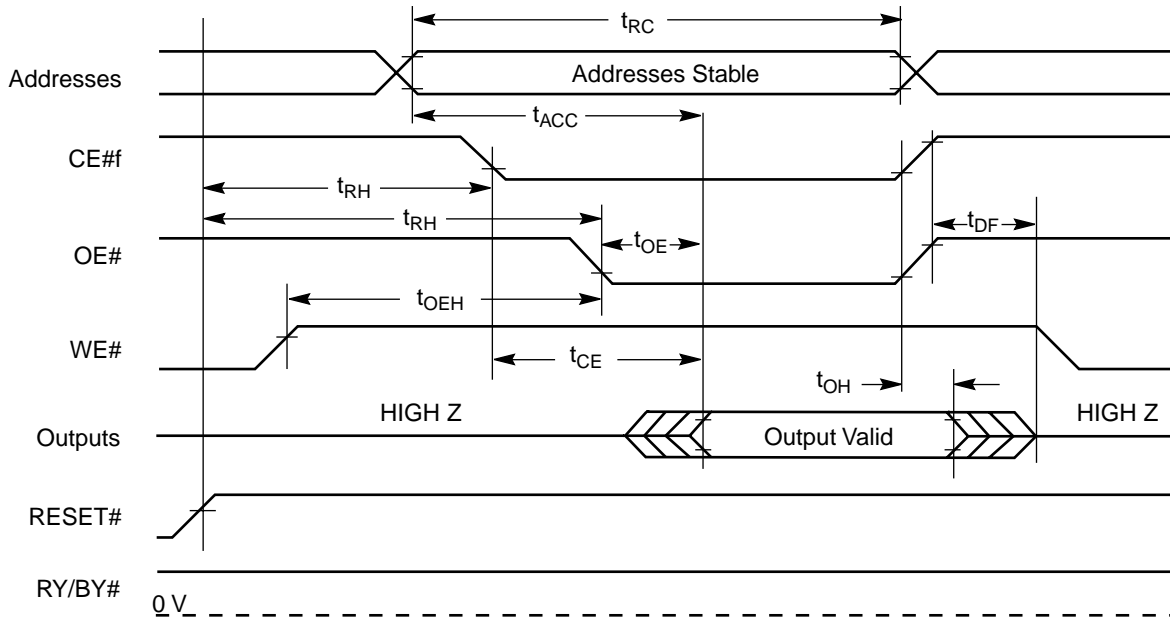 tRC
Addresses
Addresses Stable
tACC
CE#f
tRH
tRH
tOE
tDF
OE#
tOEH
WE#
tCE
tOH
HIGH Z
HIGH Z
Outputs
Output Valid
RESET#
RY/BY#
0 V